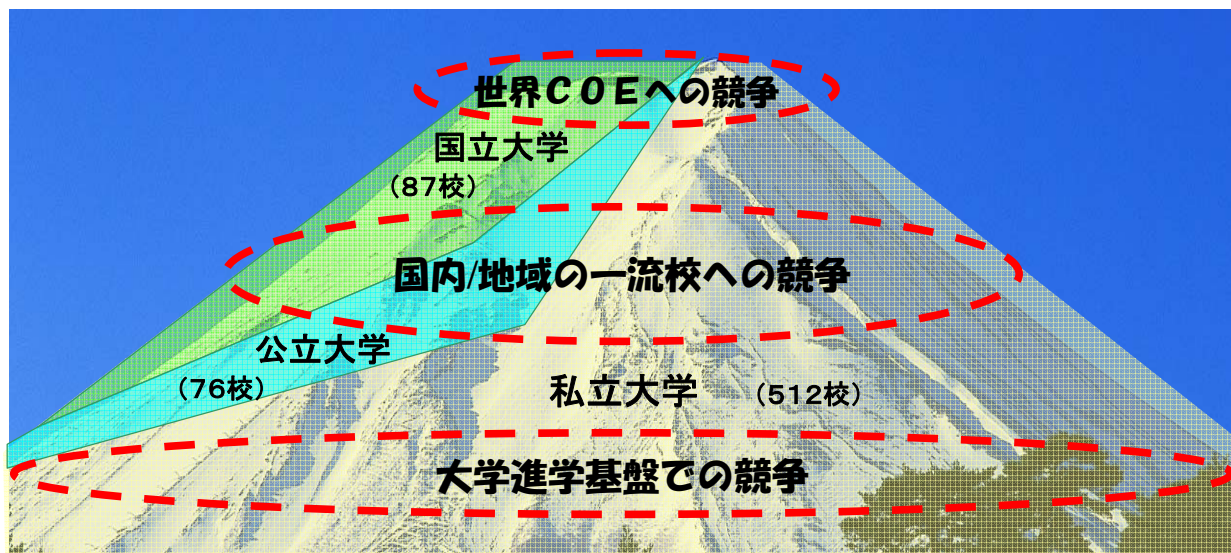 世界ＣＯＥへの競争
国立大学
（87校）
国内/地域の一流校への競争
公立大学
（76校）
私立大学 （512校）
大学進学基盤での競争